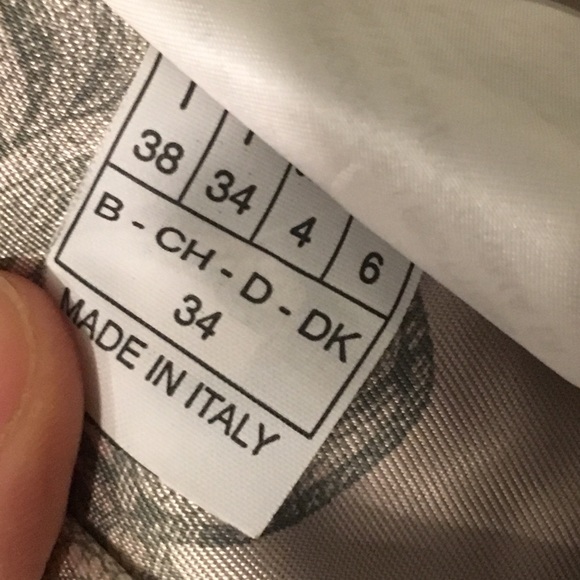 I
38 34 4 6
B - CH - D - DK
34
MADE IN ITALY